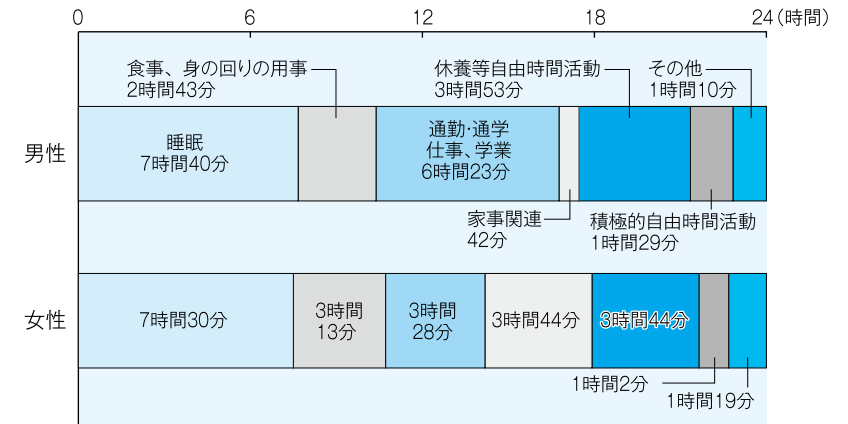 0 6 12 18 24(時間)
食事、身の回りの用事
2時間43分
休養等自由時間活動
3時間53分
その他
1時間10分
男性
睡眠
7時間40分
通勤・通学
仕事、学業
6時間23分
家事関連
42分
積極的自由時間活動
1時間29分
女性
7時間30分
3時間
13分
3時間
28分
3時間44分
3時間44分
1時間2分
1時間19分